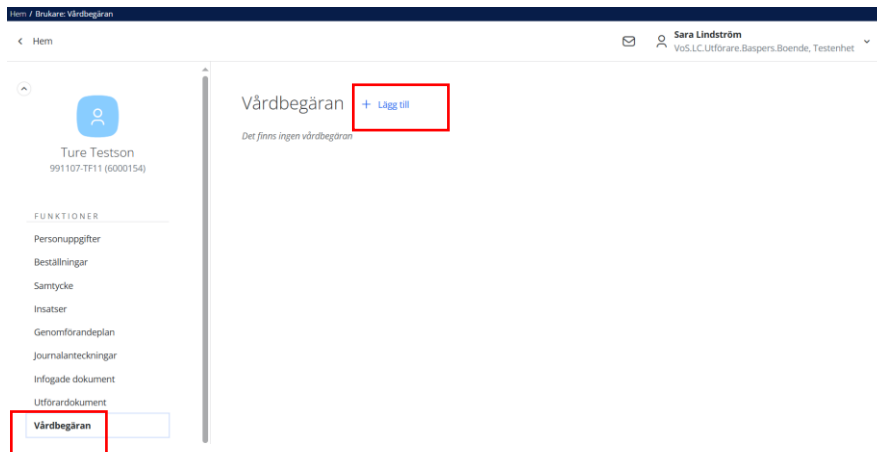 Hem / Brukare: Vårdbegäran
Hem
Sara Lindström
VoS.LC.Utförare.Baspers.Boende, Testenhet
Vårdbegäran + Lägg till
Det finns ingen vårdbegäran
Ture Testson
991107-TF11 (6000154)
FUNKTIONER
Personuppgifter
Beställningar
Samtycke
Insatser
Genomförandeplan
Journalanteckningar
Infogade dokument
Utförardokument
Vårdbegäran